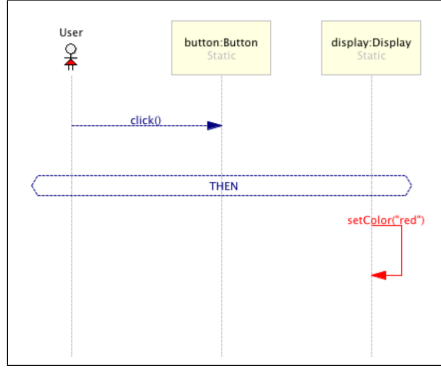 User
button:Button
Static
display:Display
Static
click()
THEN
setColor("red")